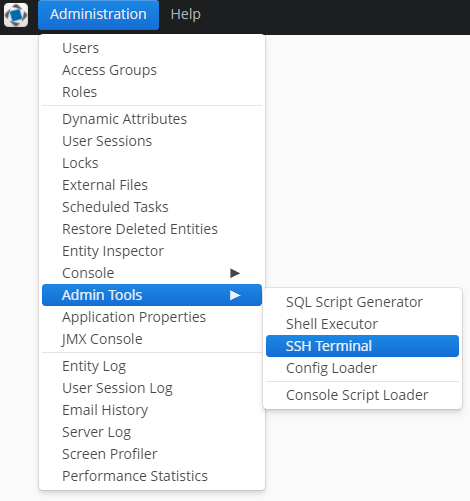 Administration Help
Users
Access Groups
Roles
Dynamic Attributes
User Sessions
Locks
External Files
Scheduled Tasks
Restore Deleted Entities
Entity Inspector
Console
Admin Tools
Application Properties
JMX Console
Entity Log
User Session Log
Email History
Server Log
Screen Profiler
Performance Statistics
SQL Script Generator
Shell Executor
SSH Terminal
Config Loader
Console Script Loader